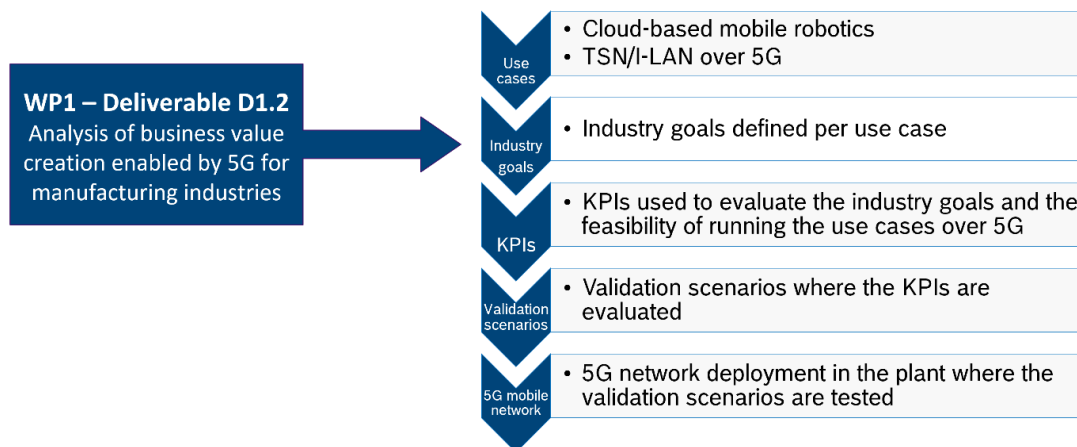 WP1 – Deliverable D1.2
Analysis of business value
creation enabled by 5G for
manufacturing industries
Use
cases
• Cloud-based mobile robotics
• TSN/I-LAN over 5G
Industry
goals
• Industry goals defined per use case
KPIs
• KPIs used to evaluate the industry goals and the
feasibility of running the use cases over 5G
Validation
scenarios
• Validation scenarios where the KPIs are
evaluated
5G mobile
network
• 5G network deployment in the plant where the
validation scenarios are tested